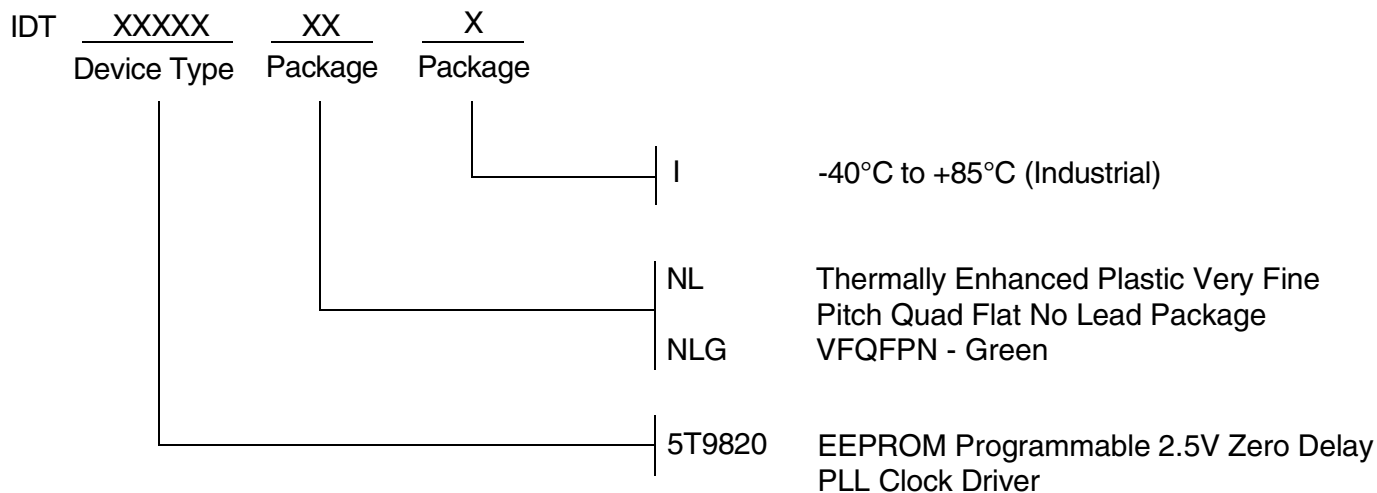 IDT XXXXX XX X
Device Type Package Package
I -40°C to +85°C (Industrial)
NL Thermally Enhanced Plastic Very Fine
Pitch Quad Flat No Lead Package
NLG VFQFPN - Green
5T9820 EEPROM Programmable 2.5V Zero Delay
PLL Clock Driver